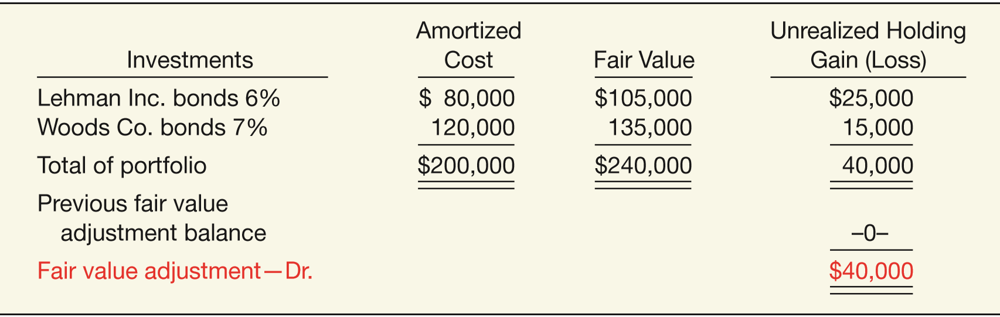 Amortized Unrealized Holding
Investments Cost Fair Value Gain (Loss)
Lehman Inc. bonds 6% $ 80,000 $105,000 $25,000
Woods Co. bonds 7% 120,000 135,000 15,000
Total of portfolio $200,000 $240,000 40,000
Previous fair value
adjustment balance –0–
Fair value adjustment—Dr. $40,000